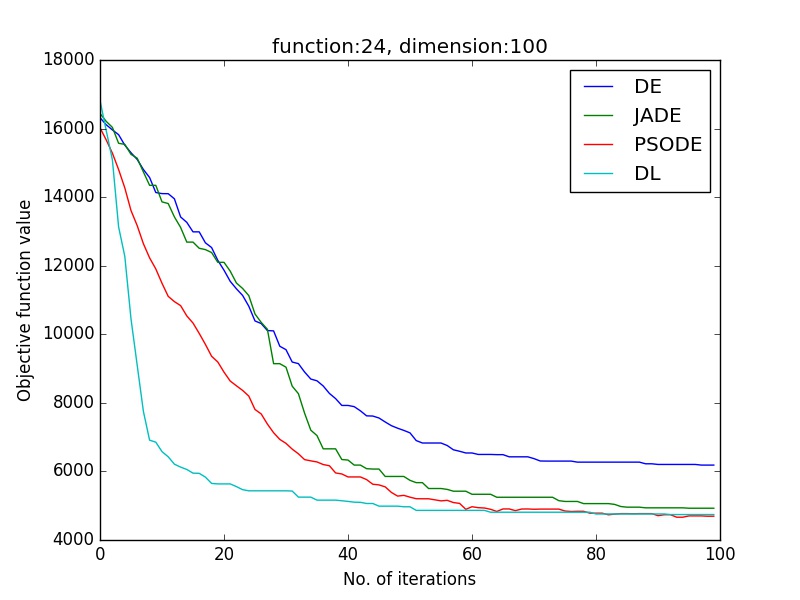 function:24, dimension:100
18000
16000
14000
12000
10000
8000
6000
4000
Objective function value
DE
JADE
PSODE
DL
0
20
40
60
80
100
No. of iterations